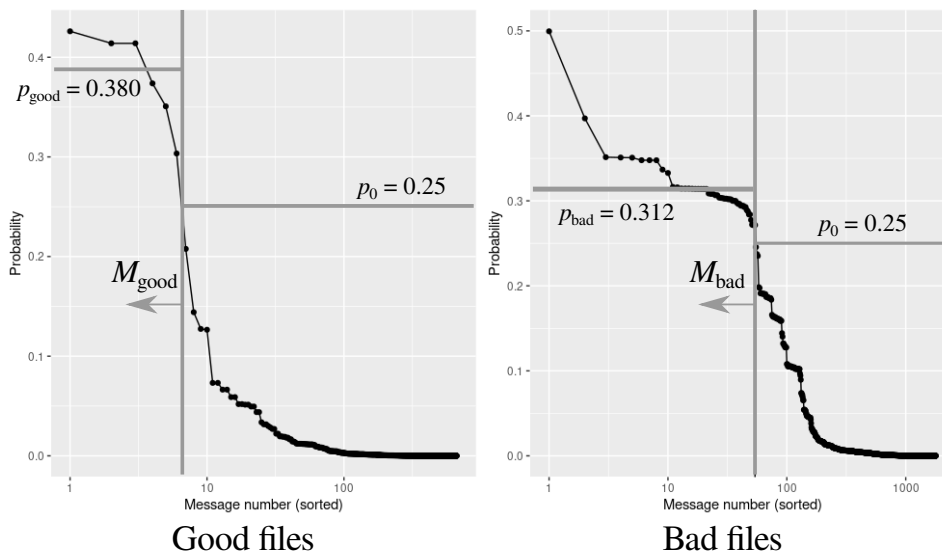 0.4
0.3
0.2
0.1
0.0
Probability
p_good = 0.380
p_0 = 0.25
M_good
1
10
100
Message number (sorted)
Good files
0.5
0.4
0.3
0.2
0.1
0.0
Probability
p_bad = 0.312
p_0 = 0.25
M_bad
1
10
100
1000
Message number (sorted)
Bad files